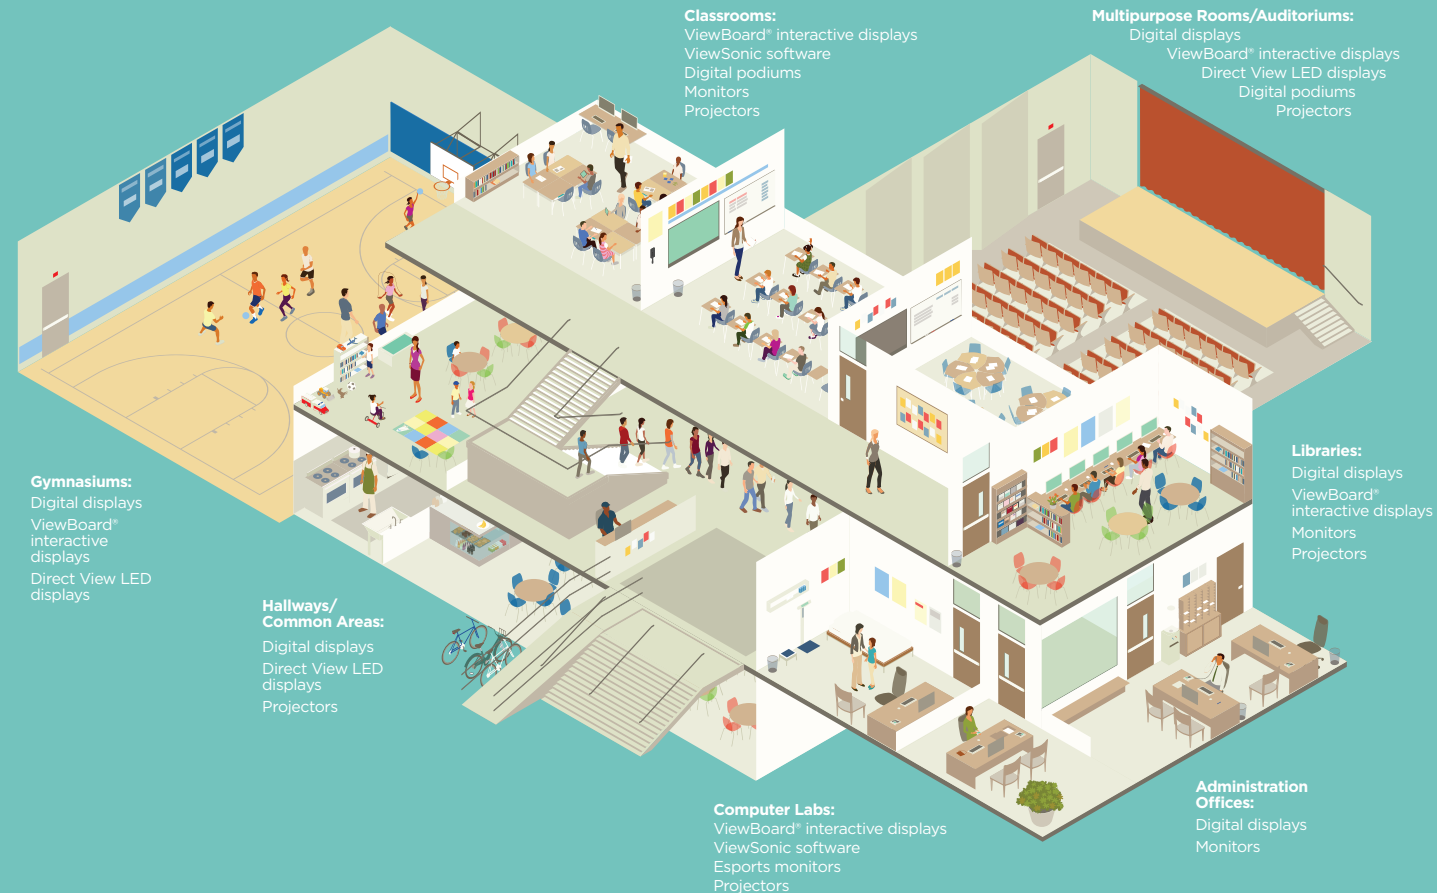 Classrooms:
ViewBoard® interactive displays
ViewSonic software
Digital podiums
Monitors
Projectors
Multipurpose Rooms/Auditoriums:
Digital displays
ViewBoard® interactive displays
Direct View LED displays
Digital podiums
Projectors
Gymnasiums:
Digital displays
ViewBoard®
interactive
displays
Direct View LED
displays
Hallways/
Common Areas:
Digital displays
Direct View LED
displays
Projectors
Libraries:
Digital displays
ViewBoard®
interactive displays
Monitors
Projectors
Computer Labs:
ViewBoard® interactive displays
ViewSonic software
Esports monitors
Projectors
Administration
Offices:
Digital displays
Monitors